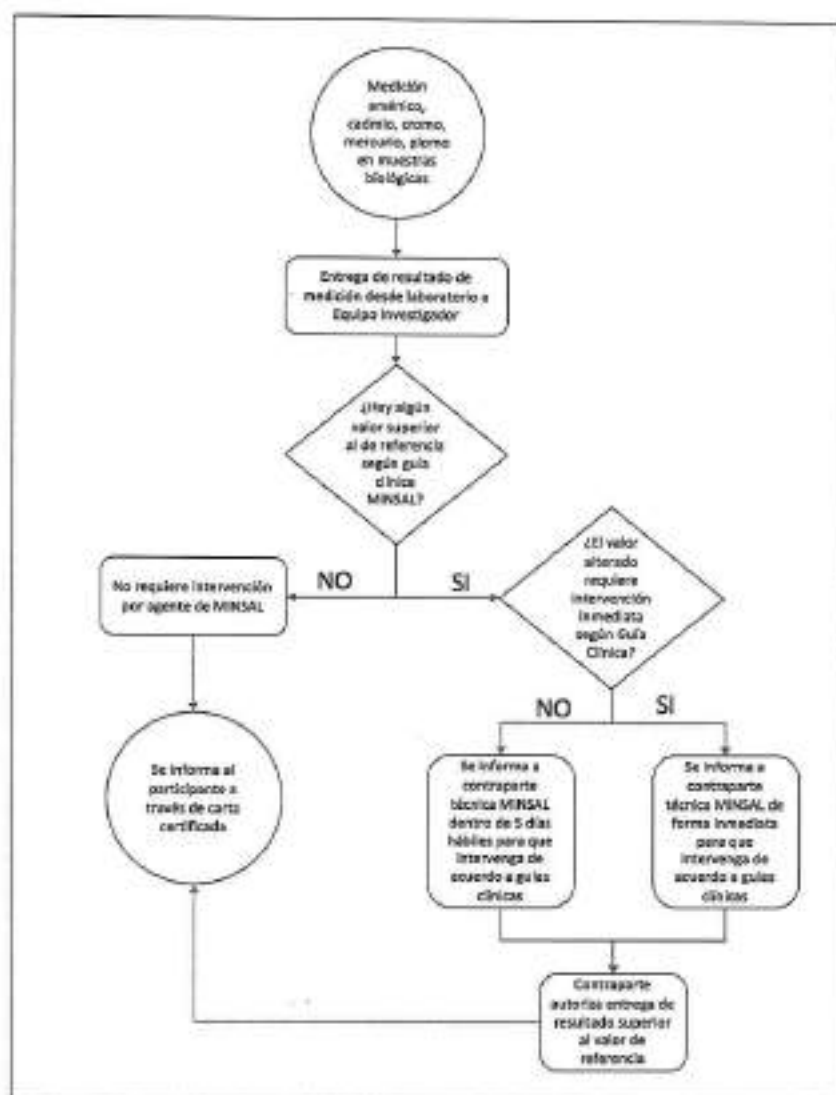 Medición
arsénico,
cadmio, cromo,
mercurio, plomo
en muestras
biológicas
Entrega de resultado de
medición desde laboratorio a
Equipo Investigador
¿Hay algún
valor superior
al de referencia
según guía
clínica
MINSAL?
NO
SI
No requiere intervención
por agente de MINSAL
¿El valor
alterado
requiere
intervención
inmediata
según Guía
Clínica?
NO
SI
Se informa al
participante a
través de carta
certificada
Se informa a
contraparte
técnica MINSAL
dentro de 5 días
hábiles para que
intervenga de
acuerdo a guías
clínicas
Se informa a
contraparte
técnica MINSAL de
forma inmediata
para que
intervenga de
acuerdo a guías
clínicas
Contraparte
autoriza entrega de
resultado superior
al valor de
referencia